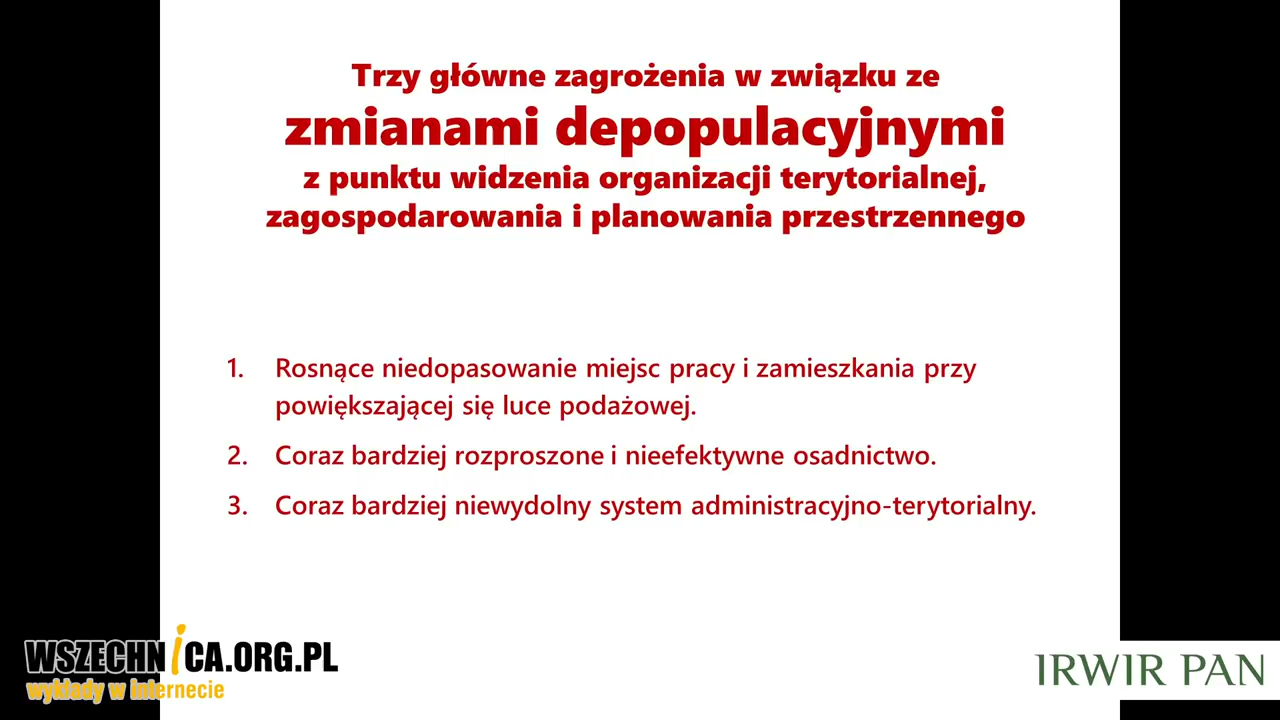 Trzy główne zagrożenia w związku ze
zmianami depopulacyjnymi
z punktu widzenia organizacji terytorialnej,
zagospodarowania i planowania przestrzennego
1. Rosnące niedopasowanie miejsc pracy i zamieszkania przy
powiększającej się luce podażowej.
2. Coraz bardziej rozproszone i nieefektywne osadnictwo.
3. Coraz bardziej niewydolny system administracyjno-terytorialny.
WSZECHNiCA.ORG.PL
wykłady w internecie
IRWIR PAN